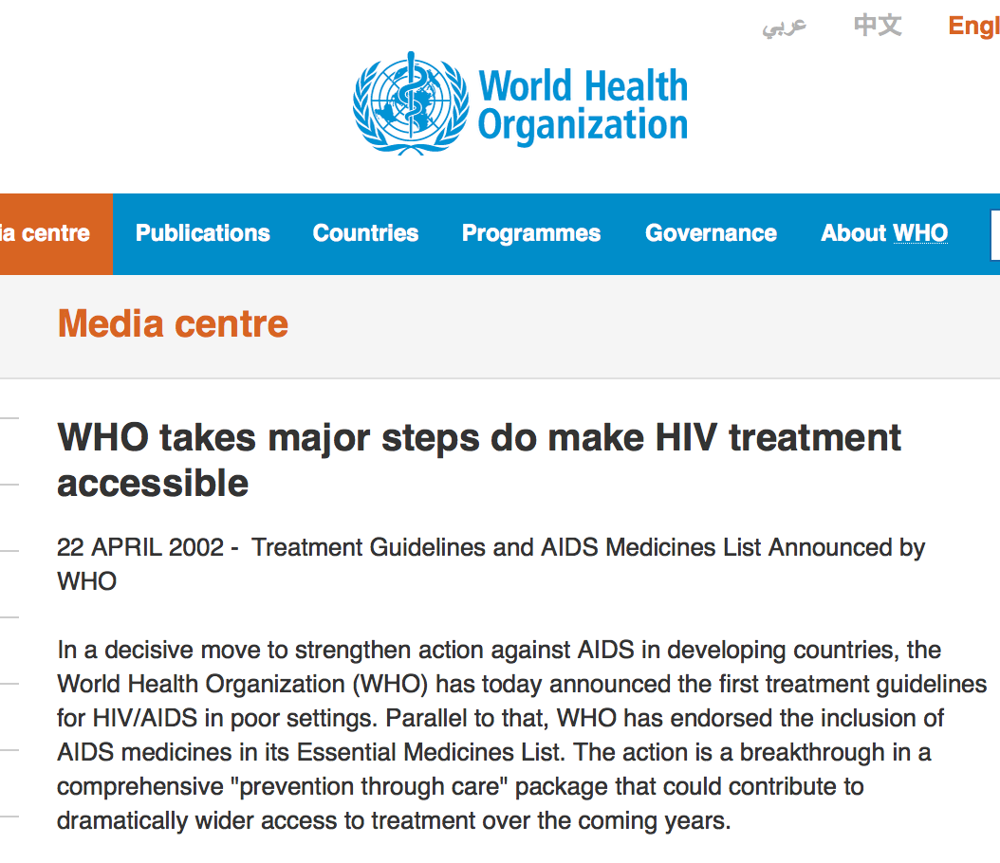 عربي 中文 Engl
World Health
Organization
ia centre Publications Countries Programmes Governance About WHO
Media centre
WHO takes major steps do make HIV treatment
accessible
22 APRIL 2002 - Treatment Guidelines and AIDS Medicines List Announced by
WHO
In a decisive move to strengthen action against AIDS in developing countries, the
World Health Organization (WHO) has today announced the first treatment guidelines
for HIV/AIDS in poor settings. Parallel to that, WHO has endorsed the inclusion of
AIDS medicines in its Essential Medicines List. The action is a breakthrough in a
comprehensive "prevention through care" package that could contribute to
dramatically wider access to treatment over the coming years.